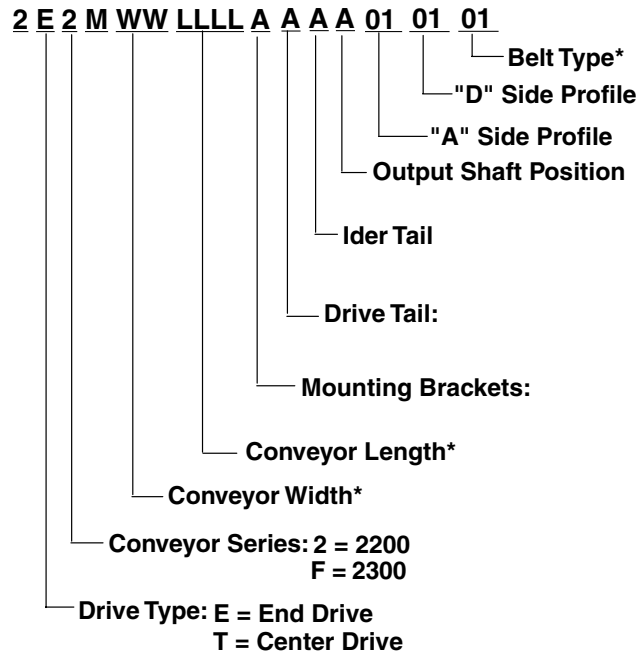 2 E 2 M WW LLLL A A A A 01 01 01
Belt Type*
"D" Side Profile
"A" Side Profile
Output Shaft Position
Ider Tail
Drive Tail:
Mounting Brackets:
Conveyor Length*
Conveyor Width*
Conveyor Series: 2 = 2200
F = 2300
Drive Type: E = End Drive
T = Center Drive